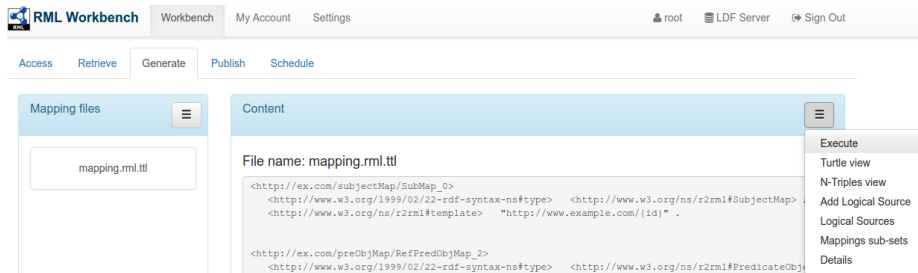 RML RML Workbench Workbench My Account Settings root LDF Server Sign Out
Access Retrieve Generate Publish Schedule
Mapping files
mapping.rml.ttl
Content
File name: mapping.rml.ttl
<http://ex.com/subjectMap/SubMap_0>
<http://www.w3.org/1999/02/22-rdf-syntax-ns#type> <http://www.w3.org/ns/r2rml#SubjectMap>
<http://www.w3.org/ns/r2rml#template> "http://www.example.com/{id}" .
<http://ex.com/preObjMap/RefPredObjMap_2>
<http://www.w3.org/1999/02/22-rdf-syntax-ns#type> <http://www.w3.org/ns/r2rml#PredicateObje
Execute
Turtle view
N-Triples view
Add Logical Source
Logical Sources
Mappings sub-sets
Details